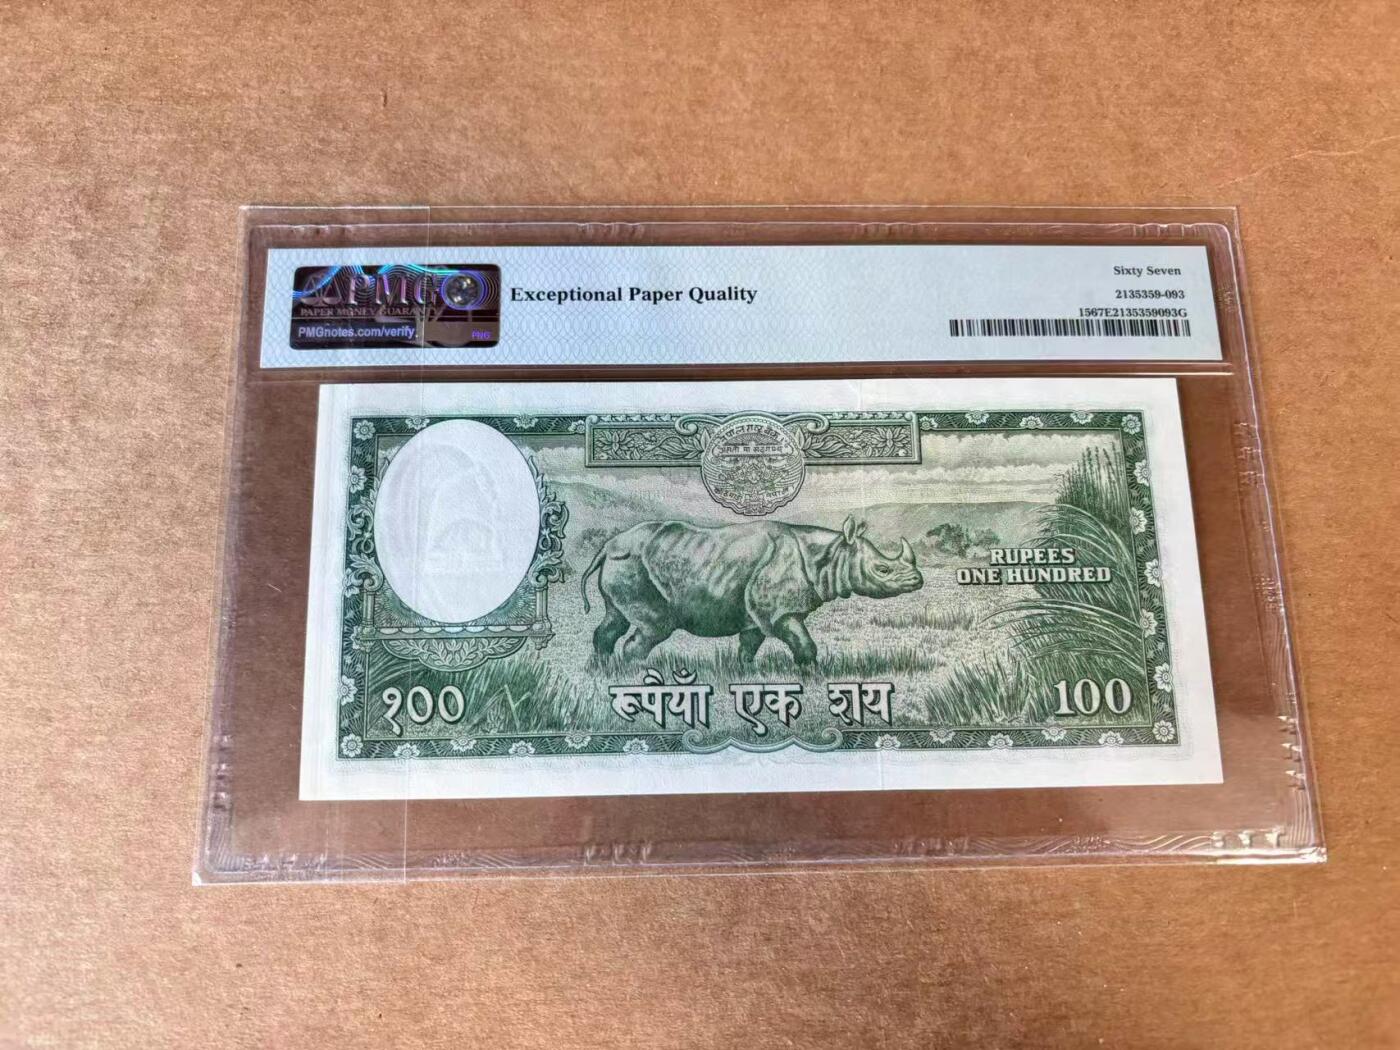 PMG
PAPER MONEY GUARANTY
PMGnotes.com/verify
PNG
Exceptional Paper Quality
Sixty Seven
2135359-093
1567E2135359093G
RUPEES
ONE HUNDRED
१००
रूपैयाँ एक शय
100